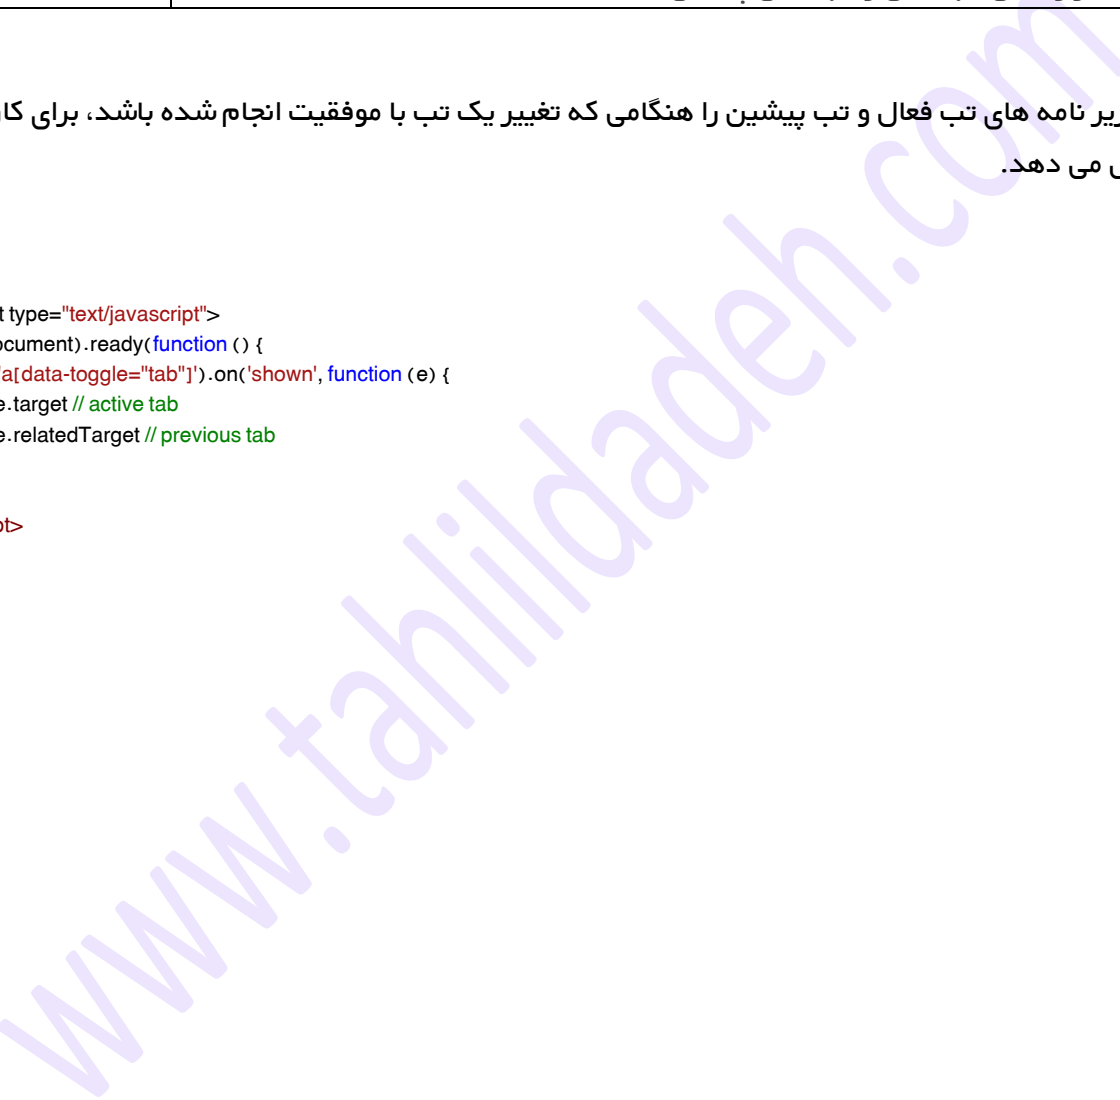 زیر نامه های تب فعال و تب پیشین را هنگامی که تغییر یک تب با موفقیت انجام شده باشد، برای کار
می دهد.
t type="text/javascript">
ocument).ready(function () {
'a[data-toggle="tab"]').on('shown', function (e) {
e.target // active tab
e.relatedTarget // previous tab
pt>
www.tahlildadeh.com